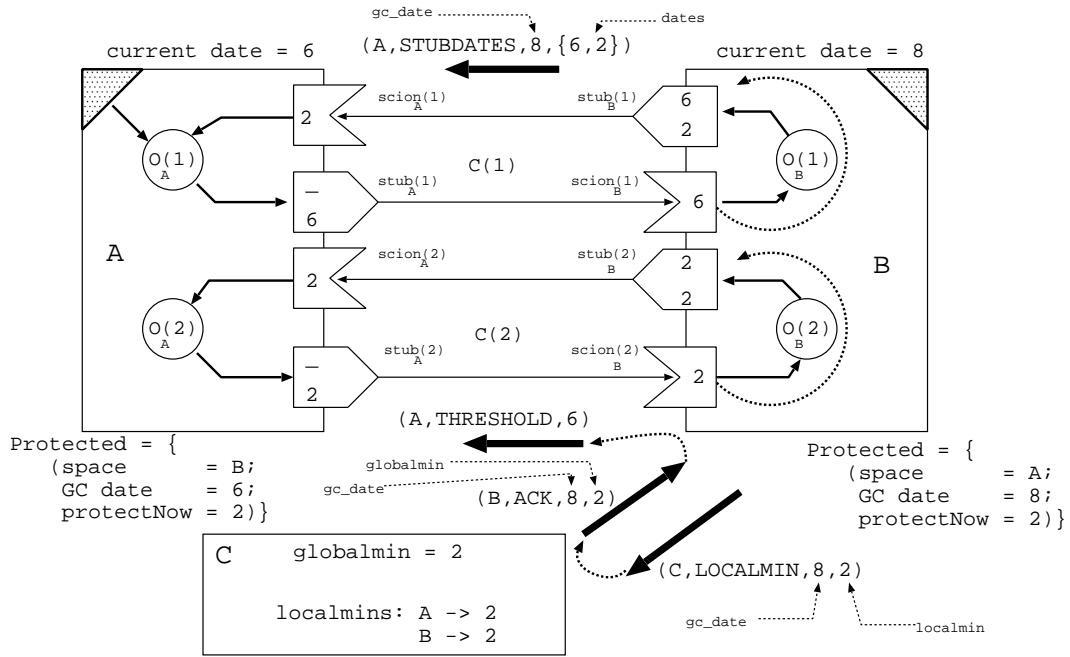 gc_date
dates
(A,STUBDATES,8,{6,2})
current date = 6
current date = 8
scion(1)
A
stub(1)
B
2
6
2
O(1)
A
C(1)
O(1)
B
stub(1)
A
scion(1)
B
–
6
6
A
B
scion(2)
A
stub(2)
B
2
2
2
O(2)
A
C(2)
O(2)
B
stub(2)
A
scion(2)
B
–
2
2
(A,THRESHOLD,6)
Protected = {
(space = B;
GC date = 6;
protectNow = 2)}
globalmin
gc_date
(B,ACK,8,2)
Protected = {
(space = A;
GC date = 8;
protectNow = 2)}
C
globalmin = 2
localmins: A -> 2
B -> 2
(C,LOCALMIN,8,2)
gc_date
localmin